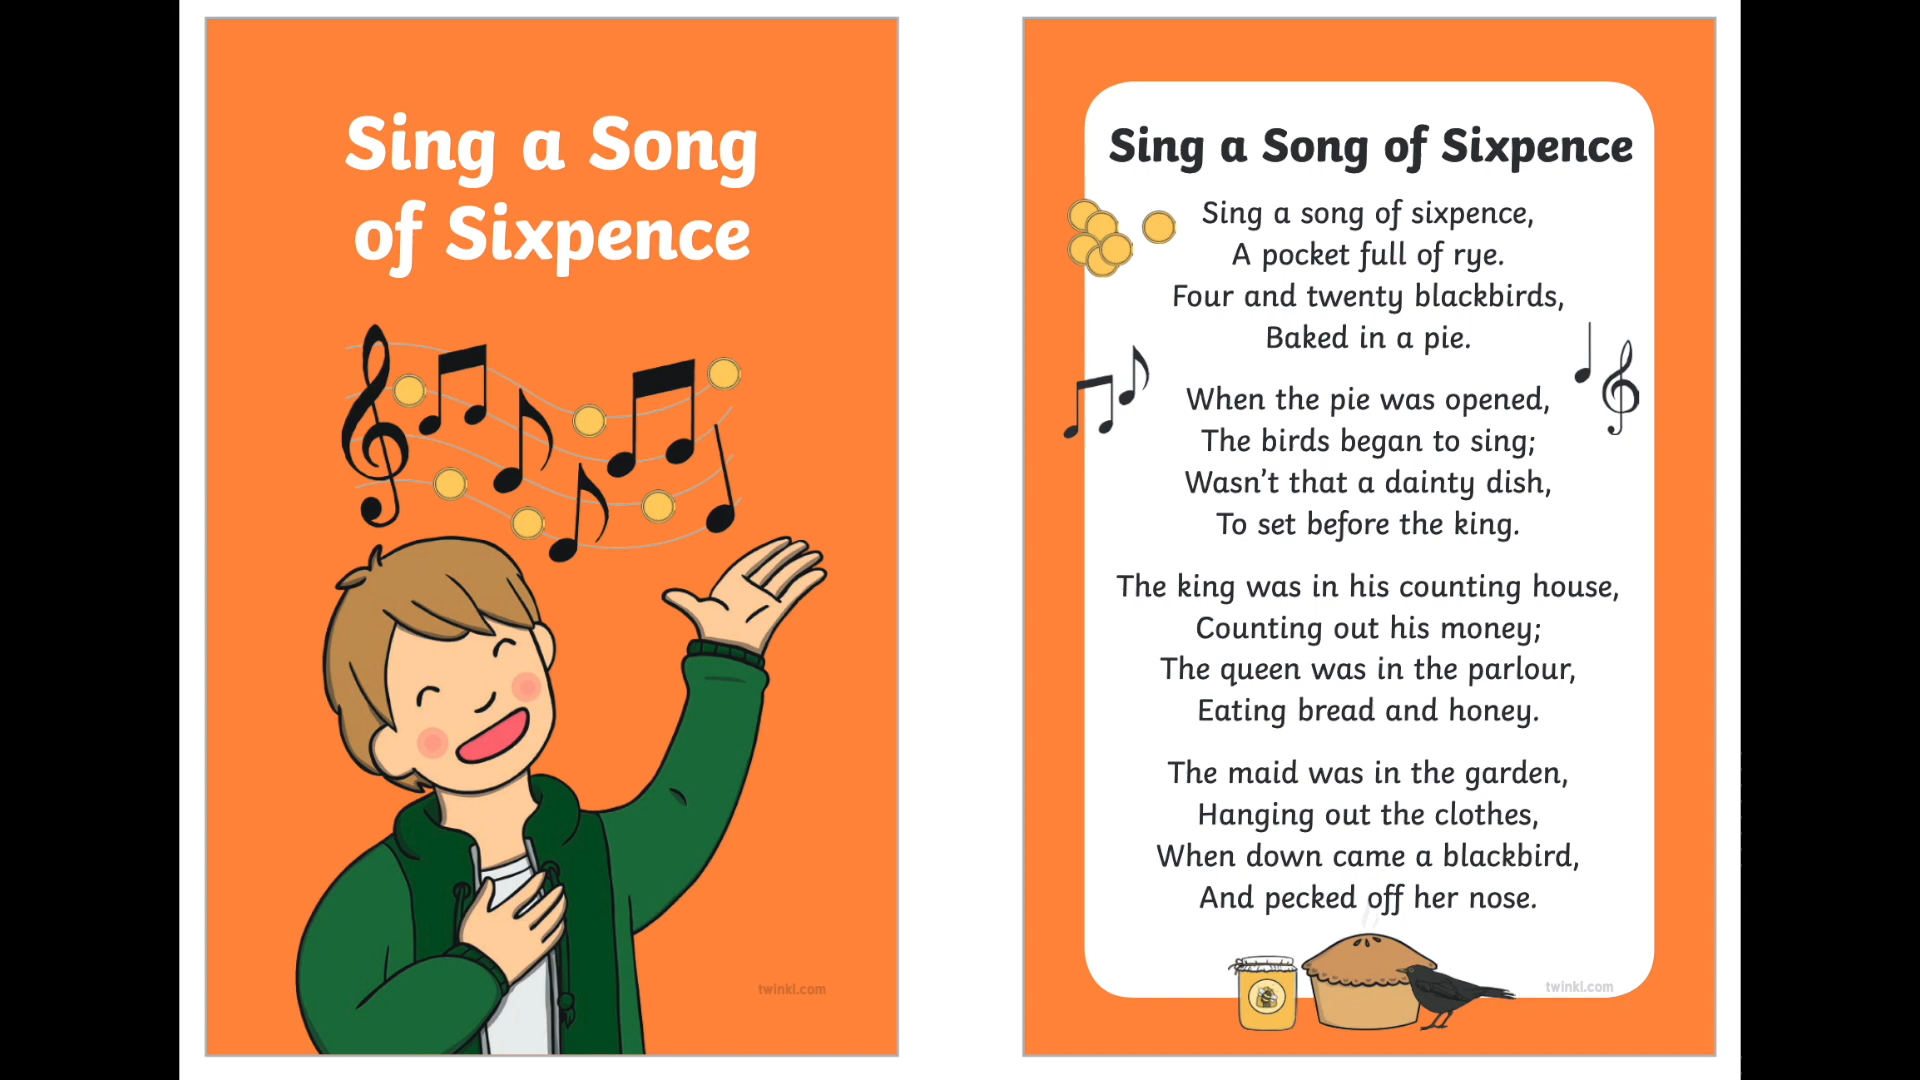 Sing a Song
of Sixpence
twinkl.com
Sing a Song of Sixpence
Sing a song of sixpence,
A pocket full of rye.
Four and twenty blackbirds,
Baked in a pie.
When the pie was opened,
The birds began to sing;
Wasn’t that a dainty dish,
To set before the king.
The king was in his counting house,
Counting out his money;
The queen was in the parlour,
Eating bread and honey.
The maid was in the garden,
Hanging out the clothes,
When down came a blackbird,
And pecked off her nose.
twinkl.com